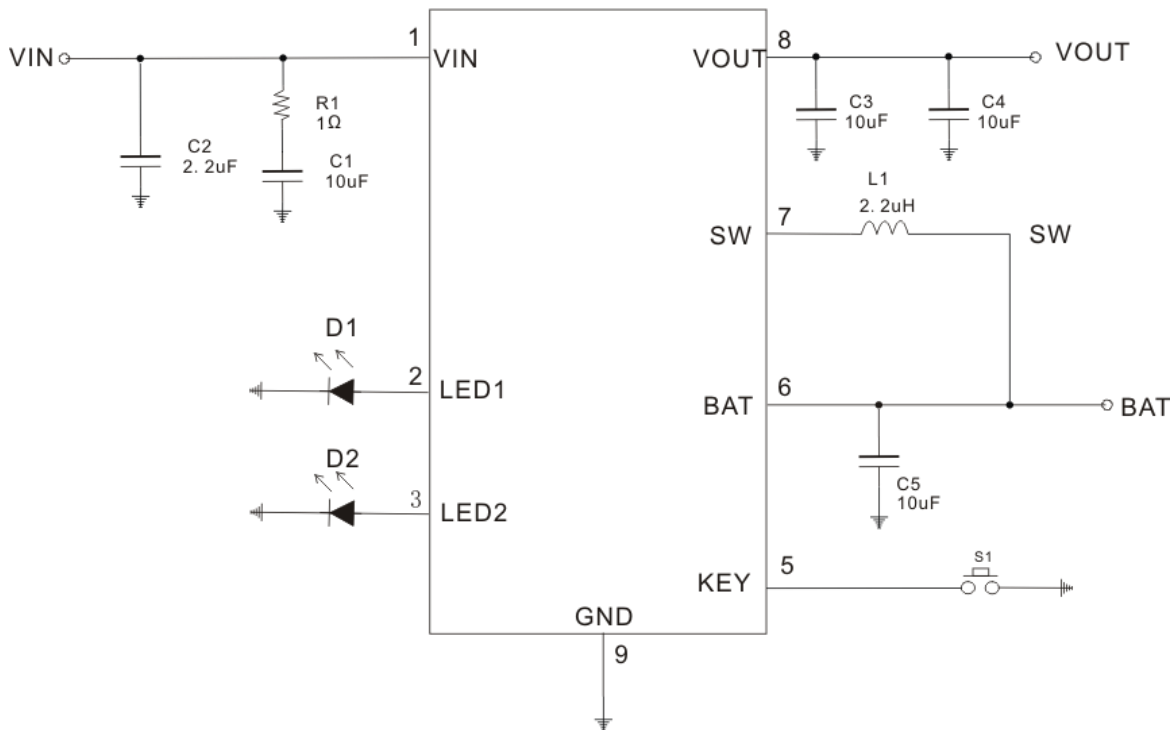 VIN
1
VIN
R1
1Ω
C2
2. 2uF
C1
10uF
D1
2
LED1
D2
3
LED2
GND
9
VOUT
8
VOUT
C3
10uF
C4
10uF
L1
2. 2uH
SW
7
SW
BAT
6
BAT
C5
10uF
KEY
5
S1